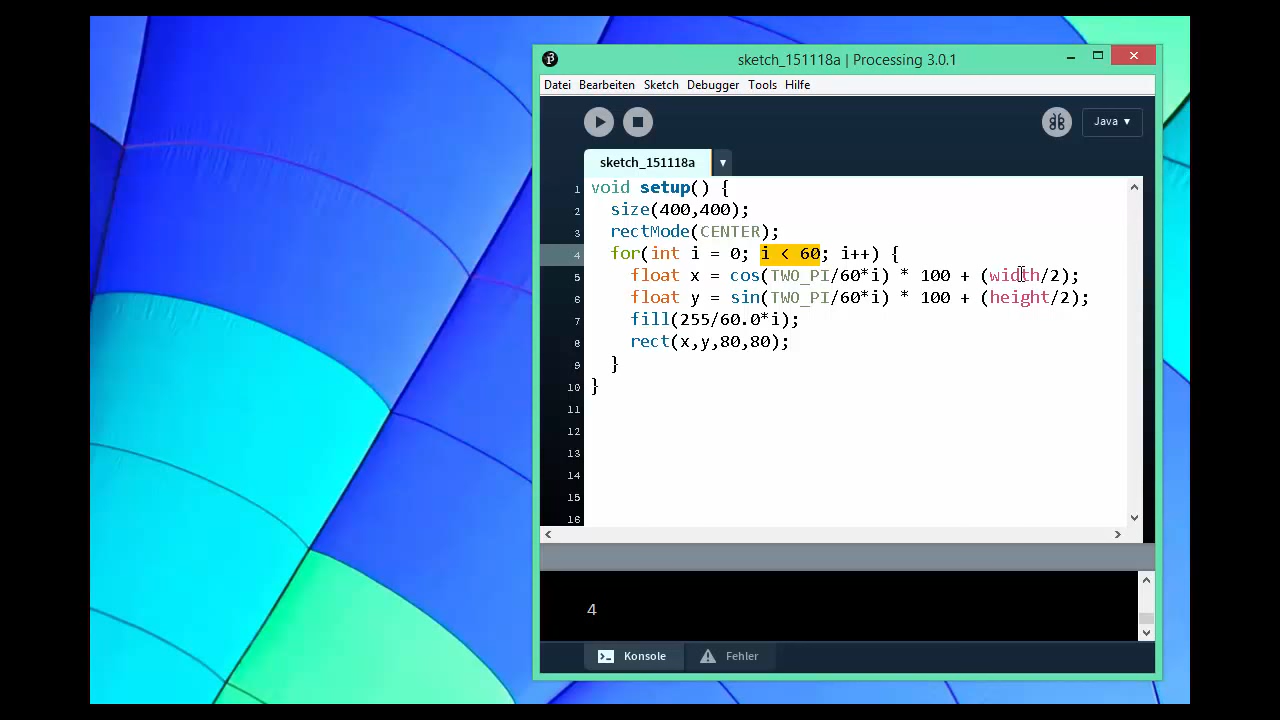 sketch_151118a | Processing 3.0.1
Datei Bearbeiten Sketch Debugger Tools Hilfe
Java ▾
sketch_151118a ▾
1 void setup() {
2 size(400,400);
3 rectMode(CENTER);
4 for(int i = 0; i < 60; i++) {
5 float x = cos(TWO_PI/60*i) * 100 + (width/2);
6 float y = sin(TWO_PI/60*i) * 100 + (height/2);
7 fill(255/60.0*i);
8 rect(x,y,80,80);
9 }
10 }
11
12
13
14
15
16
4
Konsole Fehler